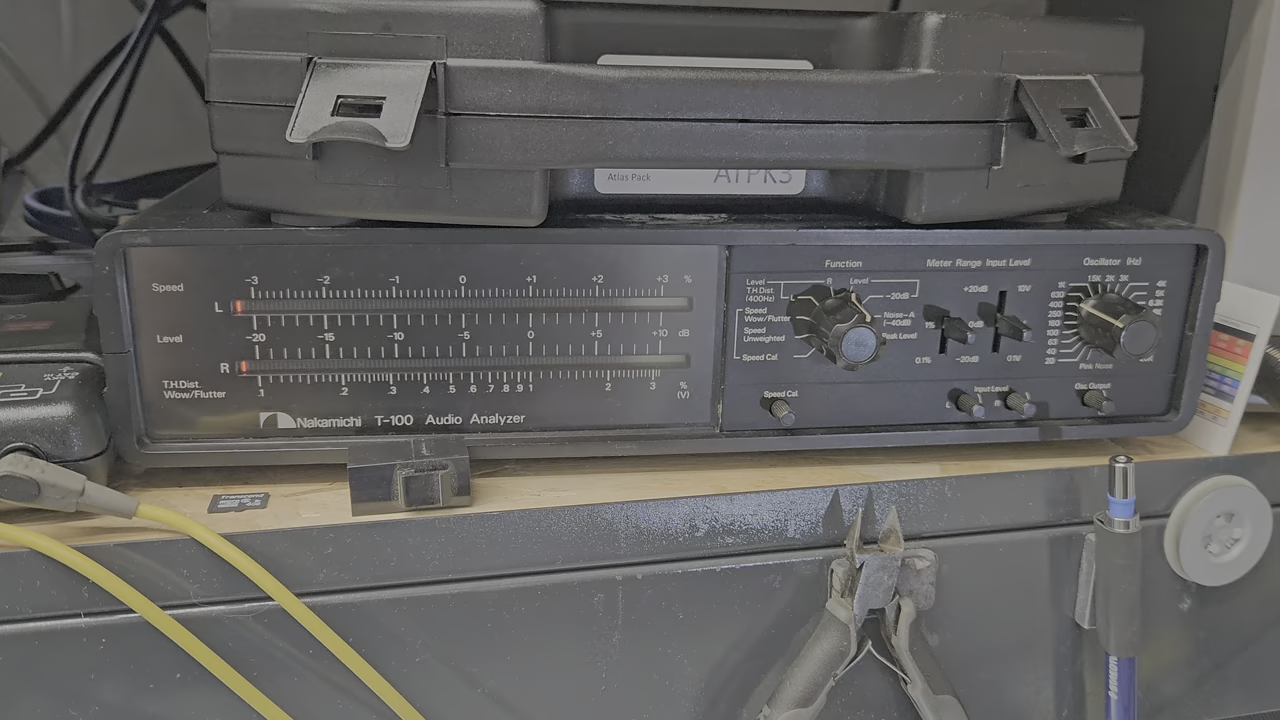 Atlas Pack ATPK3
Function
Meter Range Input Level
Oscillator (Hz)
Speed -3 -2 -1 0 +1 +2 +3 %
L
Level -20 -15 -10 -5 0 +5 +10 dB
R
T.H.Dist. Wow/Flutter .1 .2 .3 .4 .5 .6 .7 .8 .9 1 2 3 % (V)
Nakamichi T-100 Audio Analyzer
Level R L Level
T.H.Dist. (400Hz)
-20dB
Speed Wow/Flutter
Noise-A (-40dB)
Speed Unweighted
Peak Level
Speed Cal.
+20dB 10V
1% 0dB
0.1% -20dB 0.1V
1.5K 2K 3K
1K 4K
630 5K
400 6.3K
250
160
100
63
40
20
Pink Noise
Speed Cal.
Input Level
L R
Osc Output
Transcend